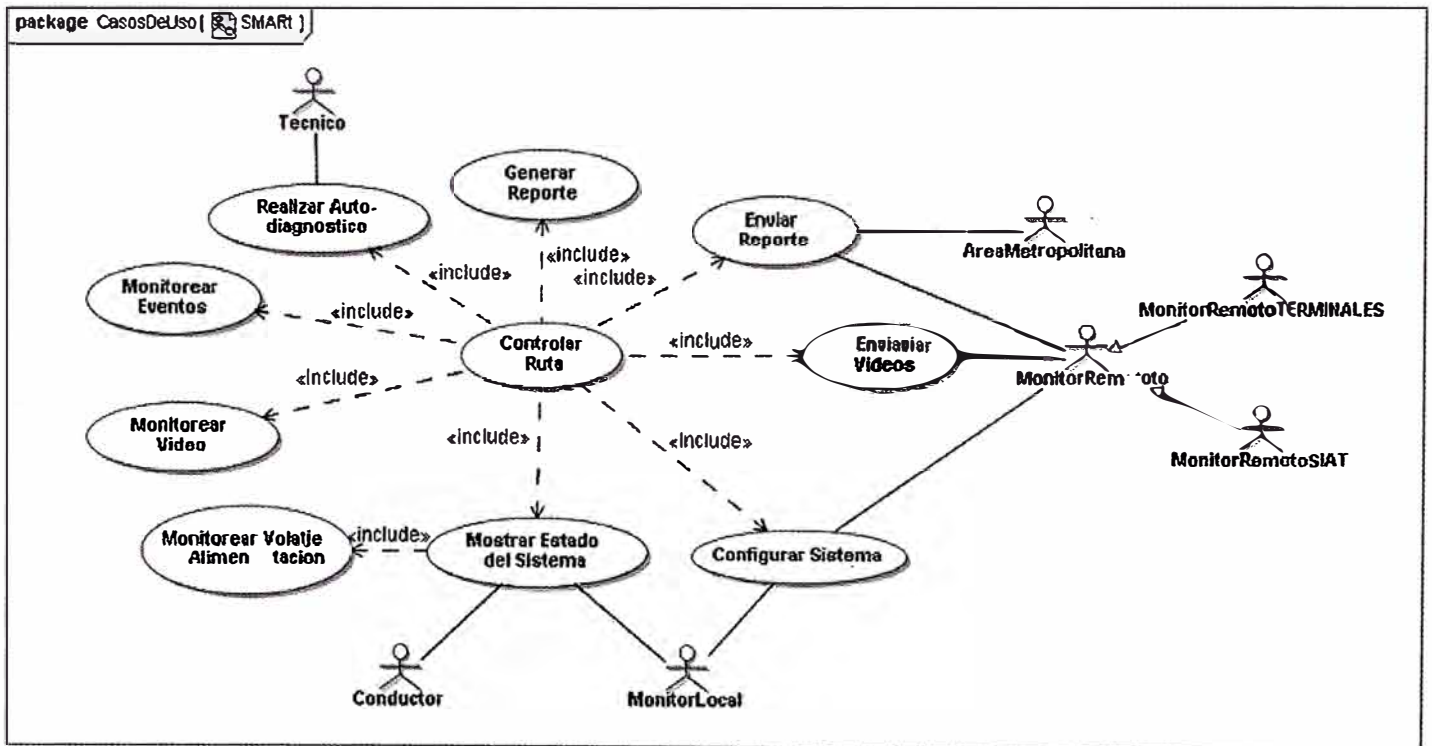 package CasosDeUso[ SMARt ]
Tecnico
Generar
Reporte
Realizar Auto-
diagnostico
Enviar
Reporte
AreaMetropolitana
«include»
«include»
«include»
Monitorear
Eventos
«include»
MonitorRemotoTERMINALES
Controlar
Ruta
«include»
Videos
«include»
Monitorear
Video
«include»
«include»
MonitorRemotoSIAT
Monitorear Volatje
Alimen tacion
«include»
Mostrar Estado
del Sistema
Configurar Sistema
Conductor
MonitorLocal